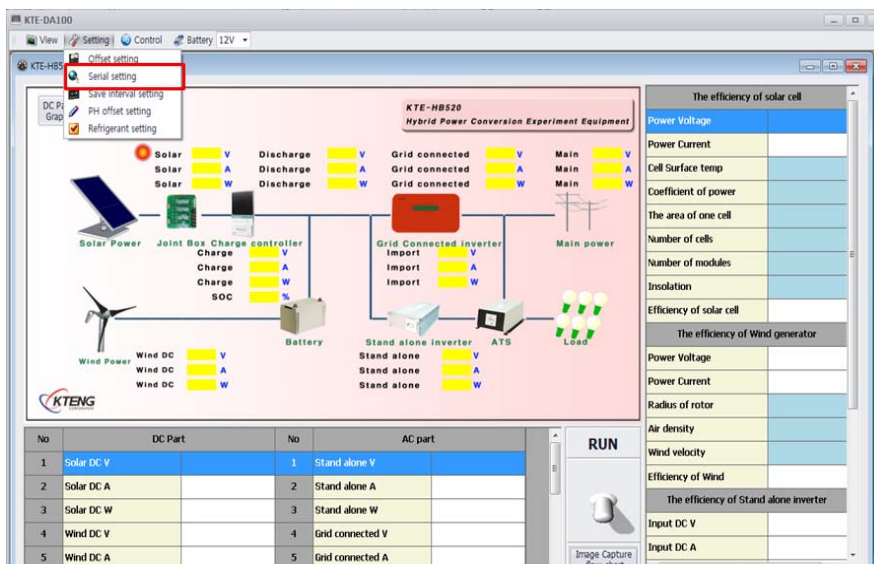 KTE-DA100
View Setting Control Battery 12V
Offset setting
Serial setting
Save interval setting
PH offset setting
Refrigerant setting
KTE-HB5
DC Pa
Grap
KTE-HB520
Hybrid Power Conversion Experiment Equipment
Solar V Discharge V Grid connected V Main V
Solar A Discharge A Grid connected A Main A
Solar W Discharge W Grid connected W Main W
Solar Power Joint Box Charge controller Grid Connected inverter Main power
Charge V Import V
Charge A Import A
Charge W Import W
SOC %
Battery Stand alone inverter ATS Load
Wind Power
Wind DC V Stand alone V
Wind DC A Stand alone A
Wind DC W Stand alone W
KTENG
No DC Part No AC part
1 Solar DC V 1 Stand alone V
2 Solar DC A 2 Stand alone A
3 Solar DC W 3 Stand alone W
4 Wind DC V 4 Grid connected V
5 Wind DC A 5 Grid connected A
RUN
Image Capture
The efficiency of solar cell
Power Voltage
Power Current
Cell Surface temp
Coefficient of power
The area of one cell
Number of cells
Number of modules
Insolation
Efficiency of solar cell
The efficiency of Wind generator
Power Voltage
Power Current
Radius of rotor
Air density
Wind velocity
Efficiency of Wind
The efficiency of Stand alone inverter
Input DC V
Input DC A